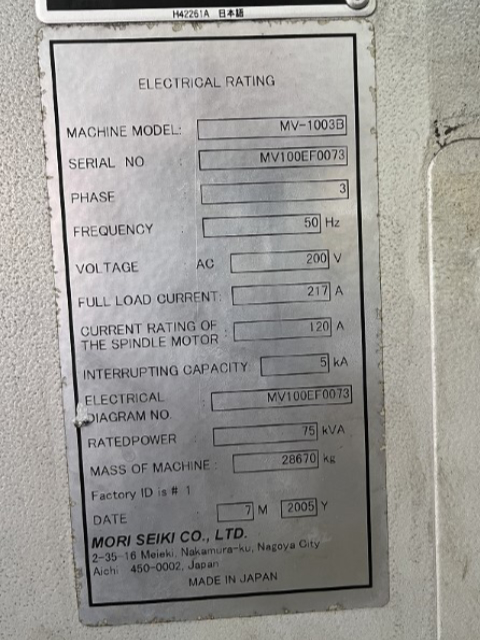 H42261A 日本語
ELECTRICAL RATING
MACHINE MODEL: MV-1003B
SERIAL NO : MV100EF0073
PHASE : 3
FREQUENCY : 50 Hz
VOLTAGE AC 200 V
FULL LOAD CURRENT: 217 A
CURRENT RATING OF
THE SPINDLE MOTOR : 120 A
INTERRUPTING CAPACITY: 5 kA
ELECTRICAL
DIAGRAM NO. : MV100EF0073
RATEDPOWER : 75 kVA
MASS OF MACHINE : 28670 kg
Factory ID is # 1
DATE 7 M 2005 Y
MORI SEIKI CO., LTD.
2-35-16 Meieki, Nakamura-ku, Nagoya City
Aichi 450-0002, Japan
MADE IN JAPAN